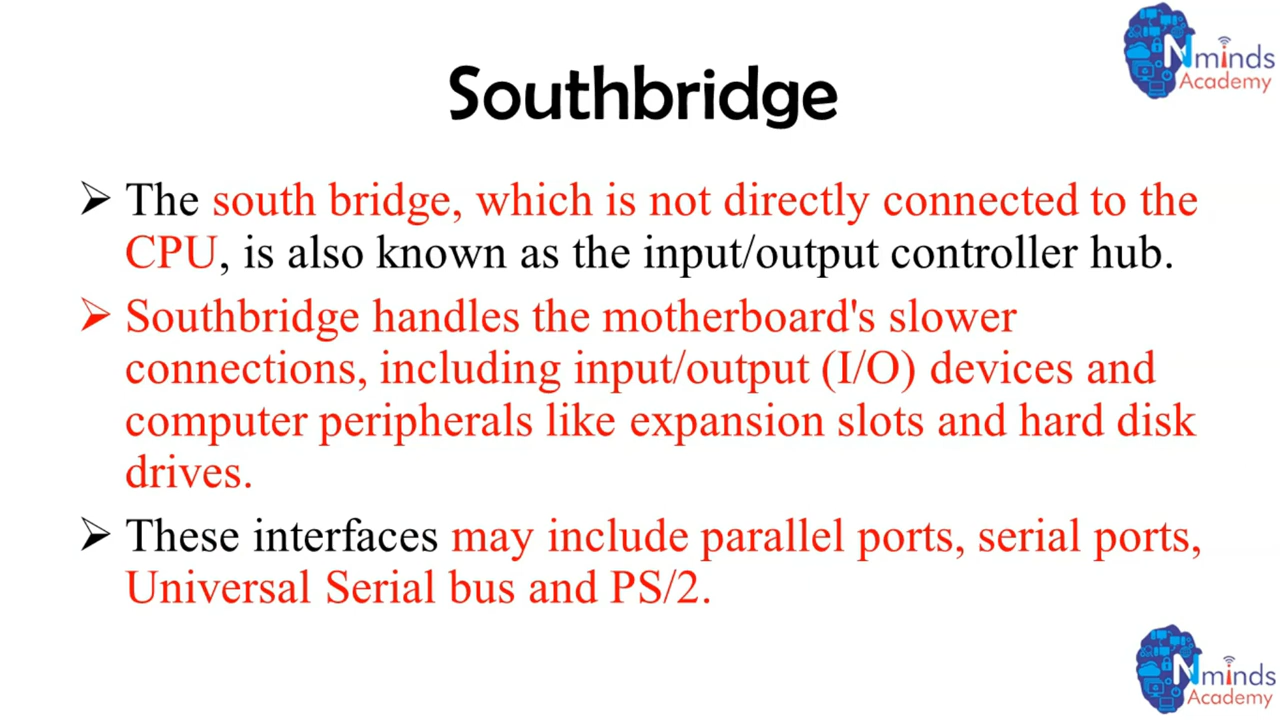 Nminds
Academy
Southbridge
➢ The south bridge, which is not directly connected to the
CPU, is also known as the input/output controller hub.
➢ Southbridge handles the motherboard's slower
connections, including input/output (I/O) devices and
computer peripherals like expansion slots and hard disk
drives.
➢ These interfaces may include parallel ports, serial ports,
Universal Serial bus and PS/2.
Nminds
Academy